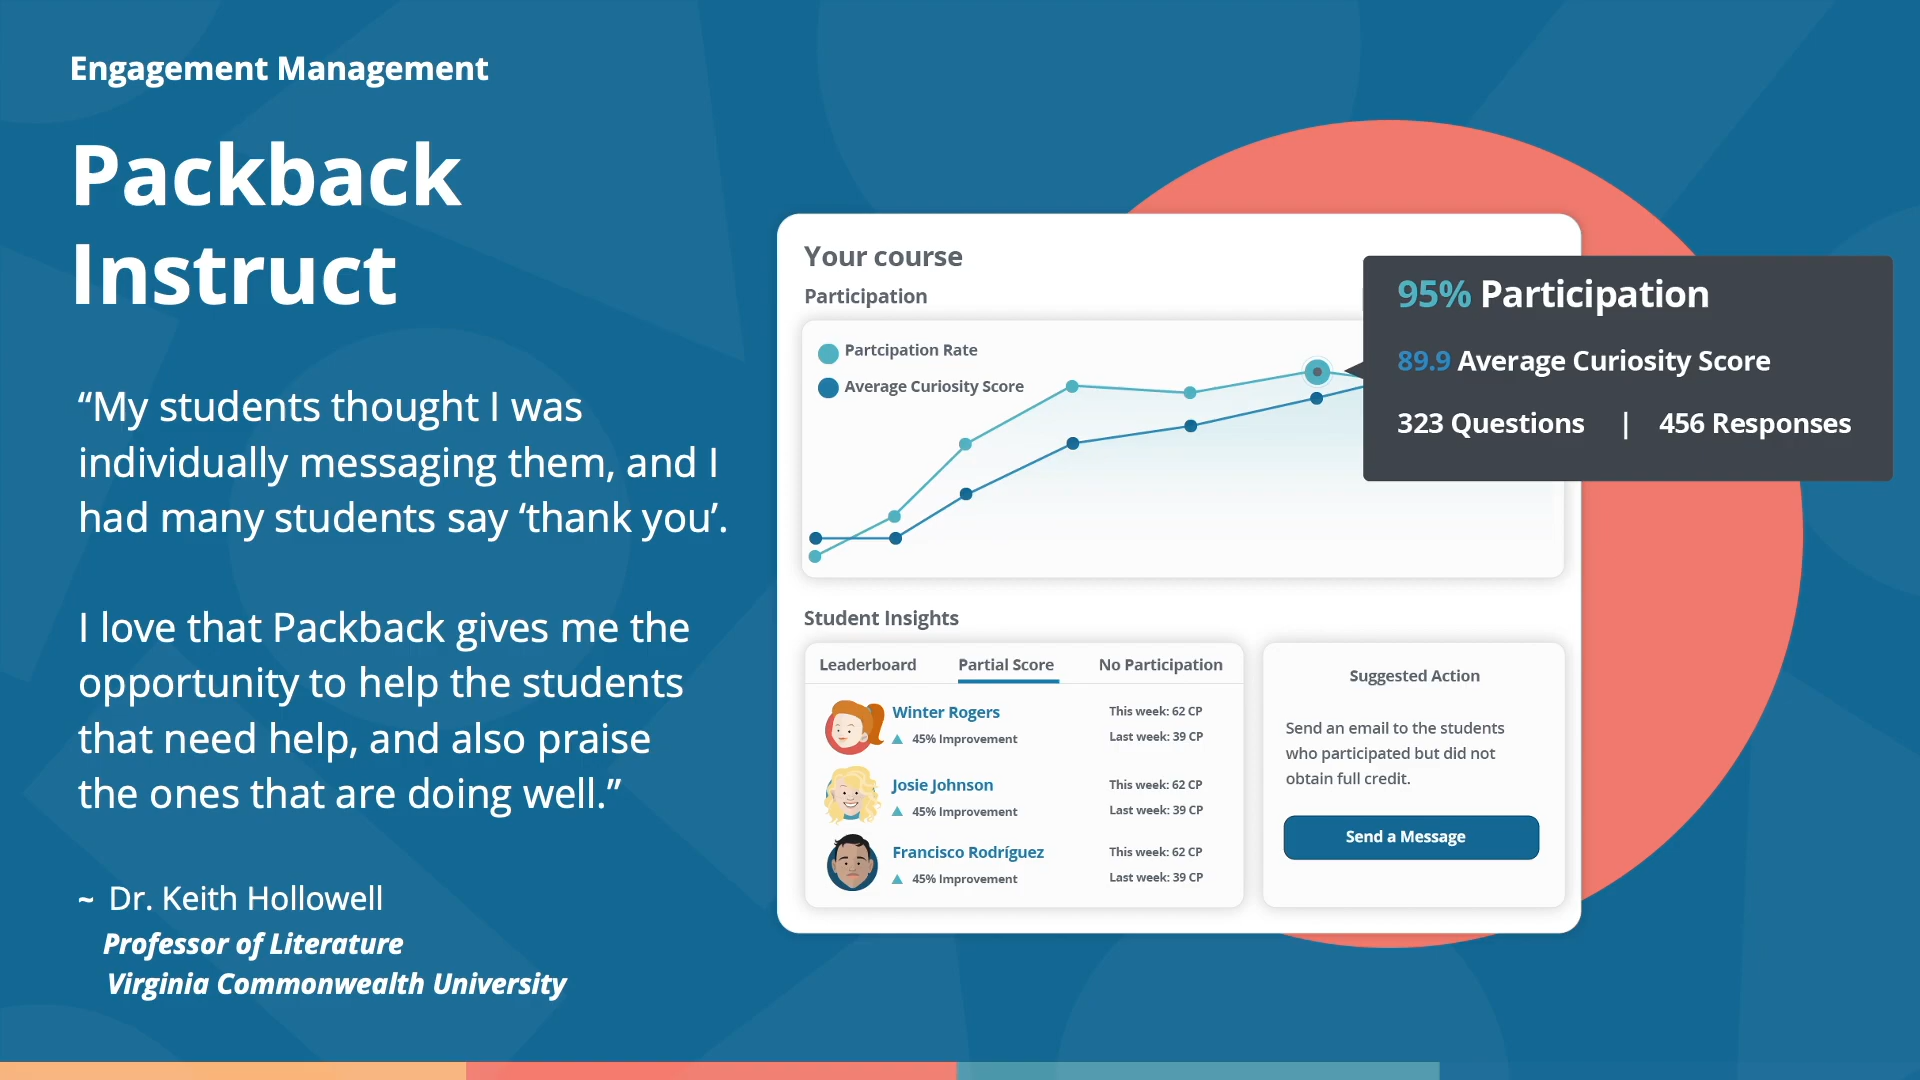 Engagement Management
Packback
Instruct
“My students thought I was
individually messaging them, and I
had many students say ‘thank you’.
I love that Packback gives me the
opportunity to help the students
that need help, and also praise
the ones that are doing well.”
~ Dr. Keith Hollowell
Professor of Literature
Virginia Commonwealth University
Your course
Participation
Partcipation Rate
Average Curiosity Score
95% Participation
89.9 Average Curiosity Score
323 Questions | 456 Responses
Student Insights
Leaderboard Partial Score No Participation
Winter Rogers This week: 62 CP
45% Improvement Last week: 39 CP
Josie Johnson This week: 62 CP
45% Improvement Last week: 39 CP
Francisco Rodríguez This week: 62 CP
45% Improvement Last week: 39 CP
Suggested Action
Send an email to the students
who participated but did not
obtain full credit.
Send a Message